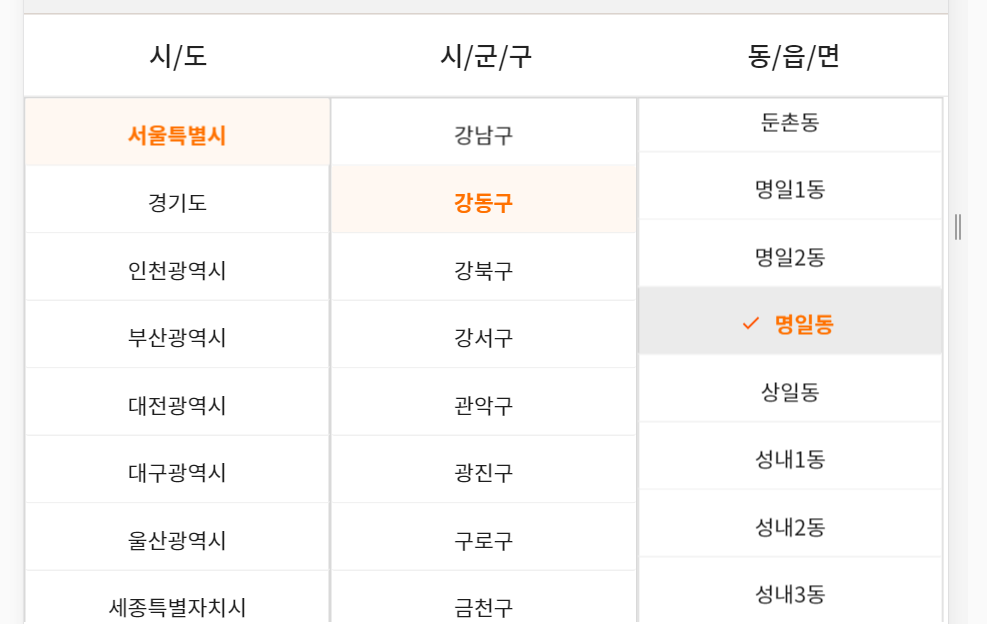 시/도 시/군/구 동/읍/면
서울특별시 강남구 둔촌동
경기도 강동구 명일1동
인천광역시 강북구 명일2동
부산광역시 강서구 명일동
대전광역시 관악구 상일동
대구광역시 광진구 성내1동
울산광역시 구로구 성내2동
세종특별자치시 금천구 성내3동